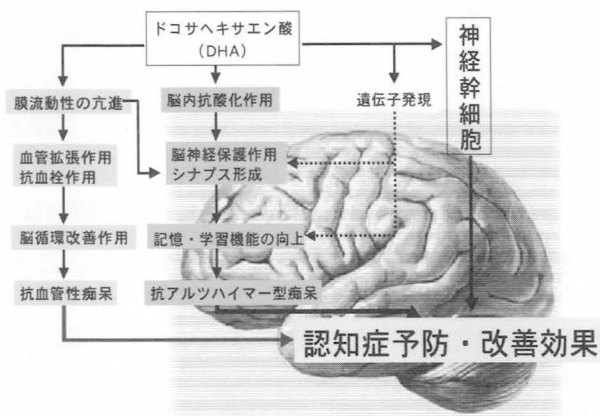 ドコサヘキサエン酸
（DHA）
神経幹細胞
膜流動性の亢進
脳内抗酸化作用
遺伝子発現
血管拡張作用
抗血栓作用
脳神経保護作用
シナプス形成
脳循環改善作用
記憶・学習機能の向上
抗血管性痴呆
抗アルツハイマー型痴呆
認知症予防・改善効果